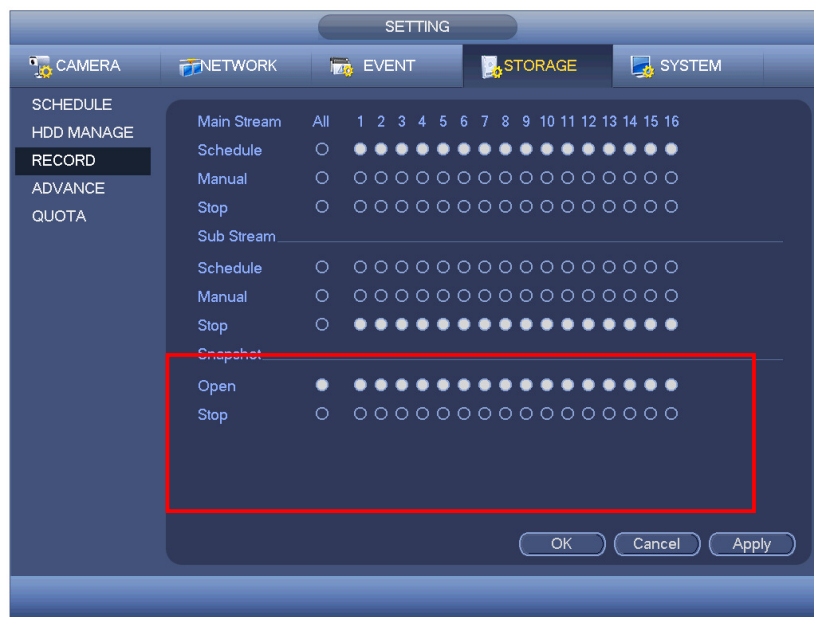 SETTING
CAMERA NETWORK EVENT STORAGE SYSTEM
SCHEDULE
HDD MANAGE
RECORD
ADVANCE
QUOTA
Main Stream All 1 2 3 4 5 6 7 8 9 10 11 12 13 14 15 16
Schedule
Manual
Stop
Sub Stream
Schedule
Manual
Stop
Snapshot
Open
Stop
OK Cancel Apply